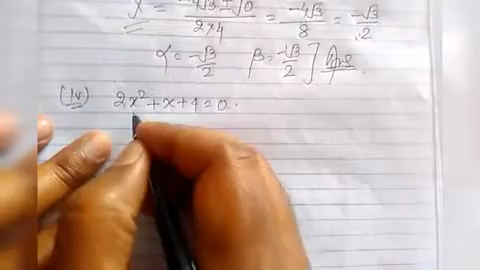 x = -4√3 ± √0 / 2×4 = -4√3 / 8 = -√3 / 2
α = -√3/2 β = -√3/2 ] Ans.
(iv) 2x² + x + 4 = 0.